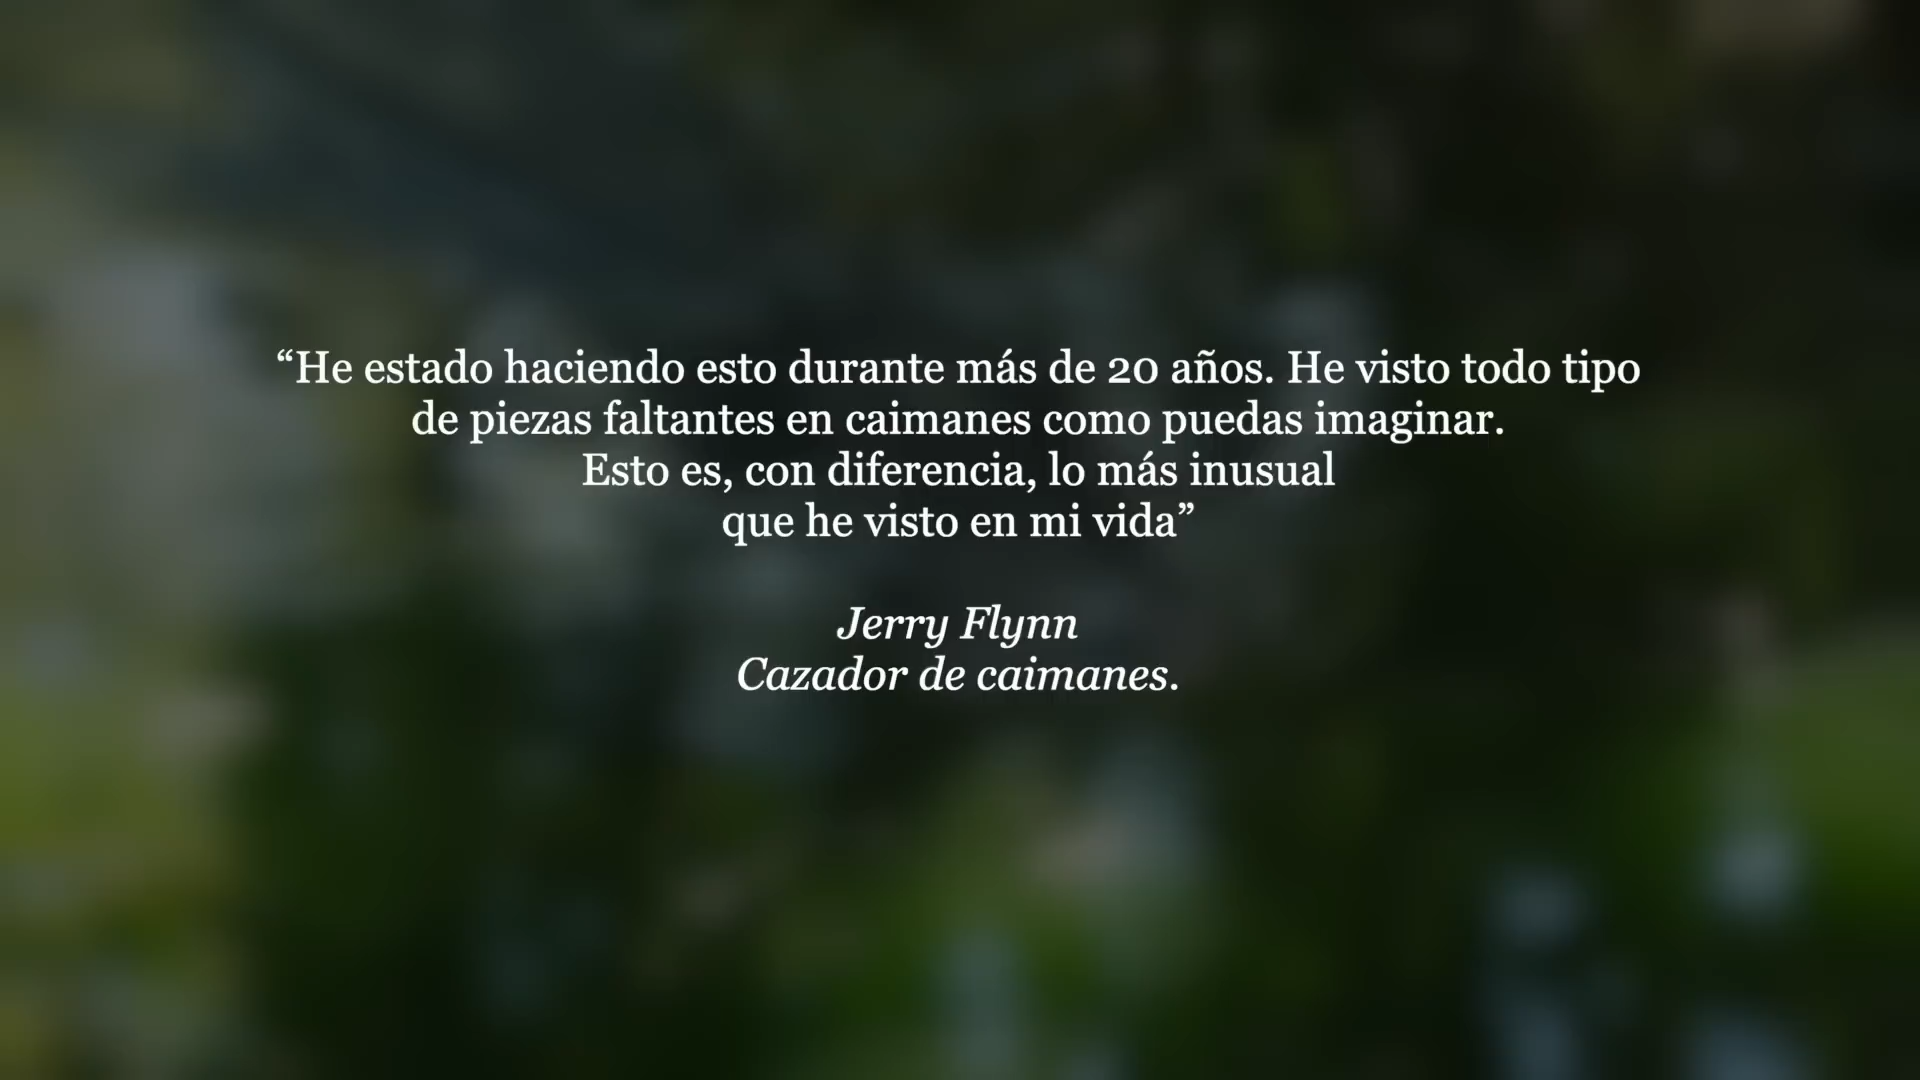 “He estado haciendo esto durante más de 20 años. He visto todo tipo
de piezas faltantes en caimanes como puedas imaginar.
Esto es, con diferencia, lo más inusual
que he visto en mi vida”
Jerry Flynn
Cazador de caimanes.